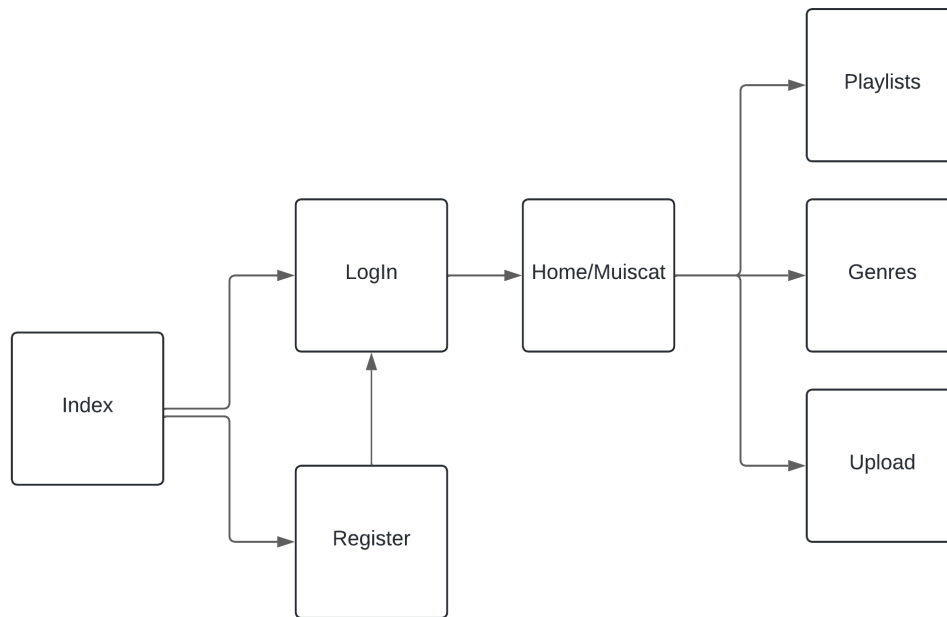 Playlists
LogIn
Home/Muiscat
Genres
Index
Upload
Register